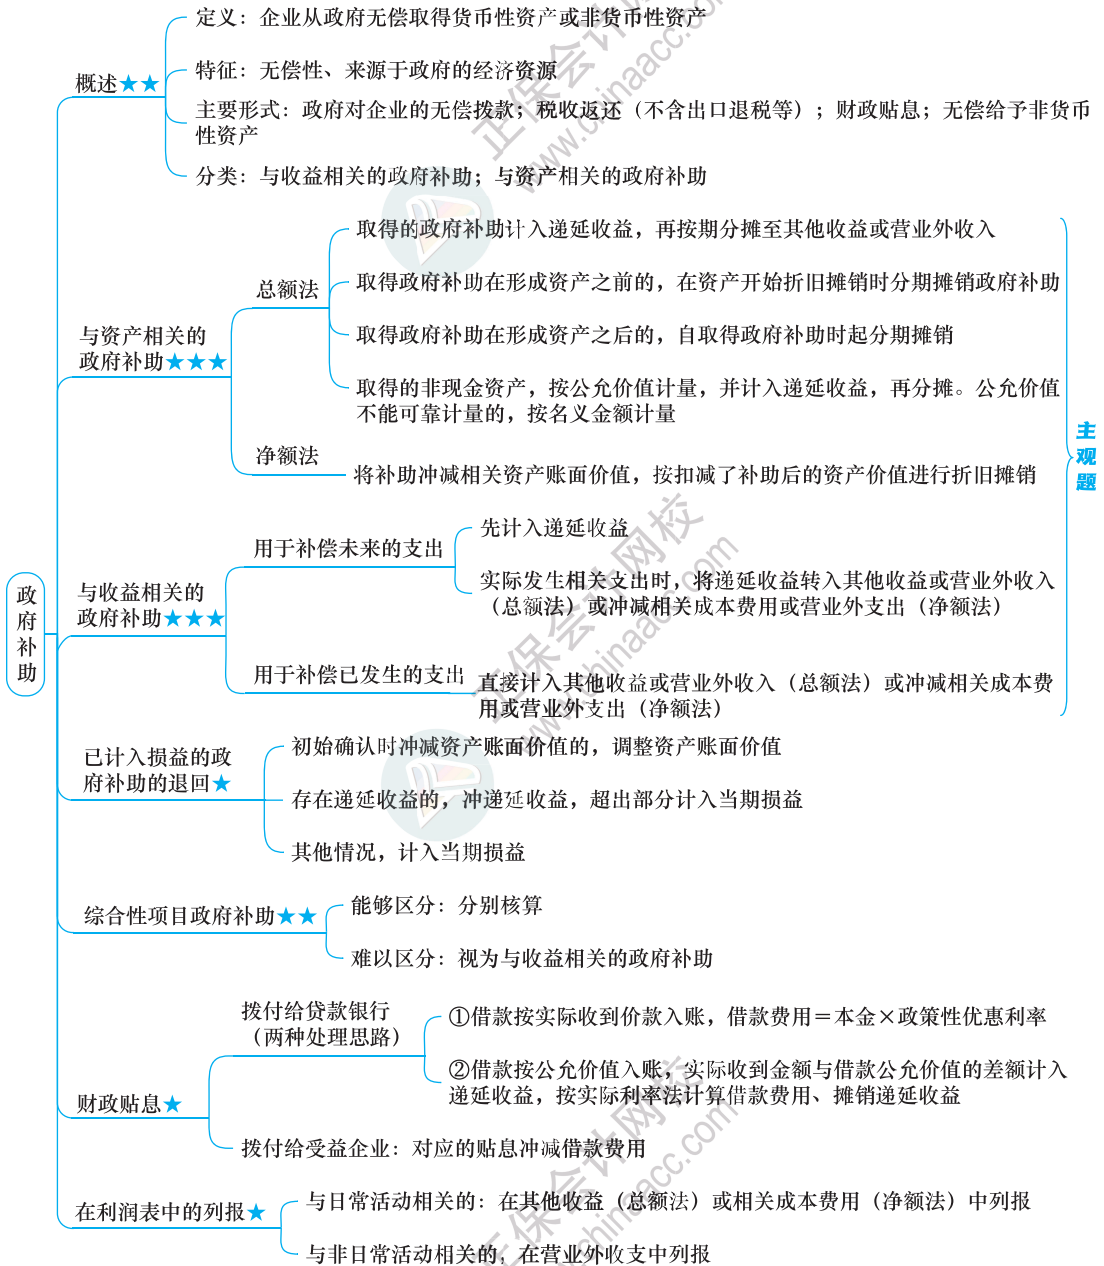 政府补助
概述★★
定义：企业从政府无偿取得货币性资产或非货币性资产
特征：无偿性、来源于政府的经济资源
主要形式：政府对企业的无偿拨款；税收返还（不含出口退税等）；财政贴息；无偿给予非货币
性资产
分类：与收益相关的政府补助；与资产相关的政府补助
与资产相关的
政府补助★★★
总额法
取得的政府补助计入递延收益，再按期分摊至其他收益或营业外收入
取得政府补助在形成资产之前的，在资产开始折旧摊销时分期摊销政府补助
取得政府补助在形成资产之后的，自取得政府补助时起分期摊销
取得的非现金资产，按公允价值计量，并计入递延收益，再分摊。公允价值
不能可靠计量的，按名义金额计量
净额法
将补助冲减相关资产账面价值，按扣减了补助后的资产价值进行折旧摊销
主观题
与收益相关的
政府补助★★★
用于补偿未来的支出
先计入递延收益
实际发生相关支出时，将递延收益转入其他收益或营业外收入
（总额法）或冲减相关成本费用或营业外支出（净额法）
用于补偿已发生的支出
直接计入其他收益或营业外收入（总额法）或冲减相关成本费
用或营业外支出（净额法）
已计入损益的政
府补助的退回★
初始确认时冲减资产账面价值的，调整资产账面价值
存在递延收益的，冲递延收益，超出部分计入当期损益
其他情况，计入当期损益
综合性项目政府补助★★
能够区分：分别核算
难以区分：视为与收益相关的政府补助
财政贴息★
拨付给贷款银行
（两种处理思路）
①借款按实际收到价款入账，借款费用＝本金×政策性优惠利率
②借款按公允价值入账，实际收到金额与借款公允价值的差额计入
递延收益，按实际利率法计算借款费用、摊销递延收益
拨付给受益企业：对应的贴息冲减借款费用
在利润表中的列报★
与日常活动相关的：在其他收益（总额法）或相关成本费用（净额法）中列报
与非日常活动相关的，在营业外收支中列报
正保会计网校
www.chinaacc.com
正保会计网校
www.chinaacc.com
正保会计网校
www.chinaacc.com